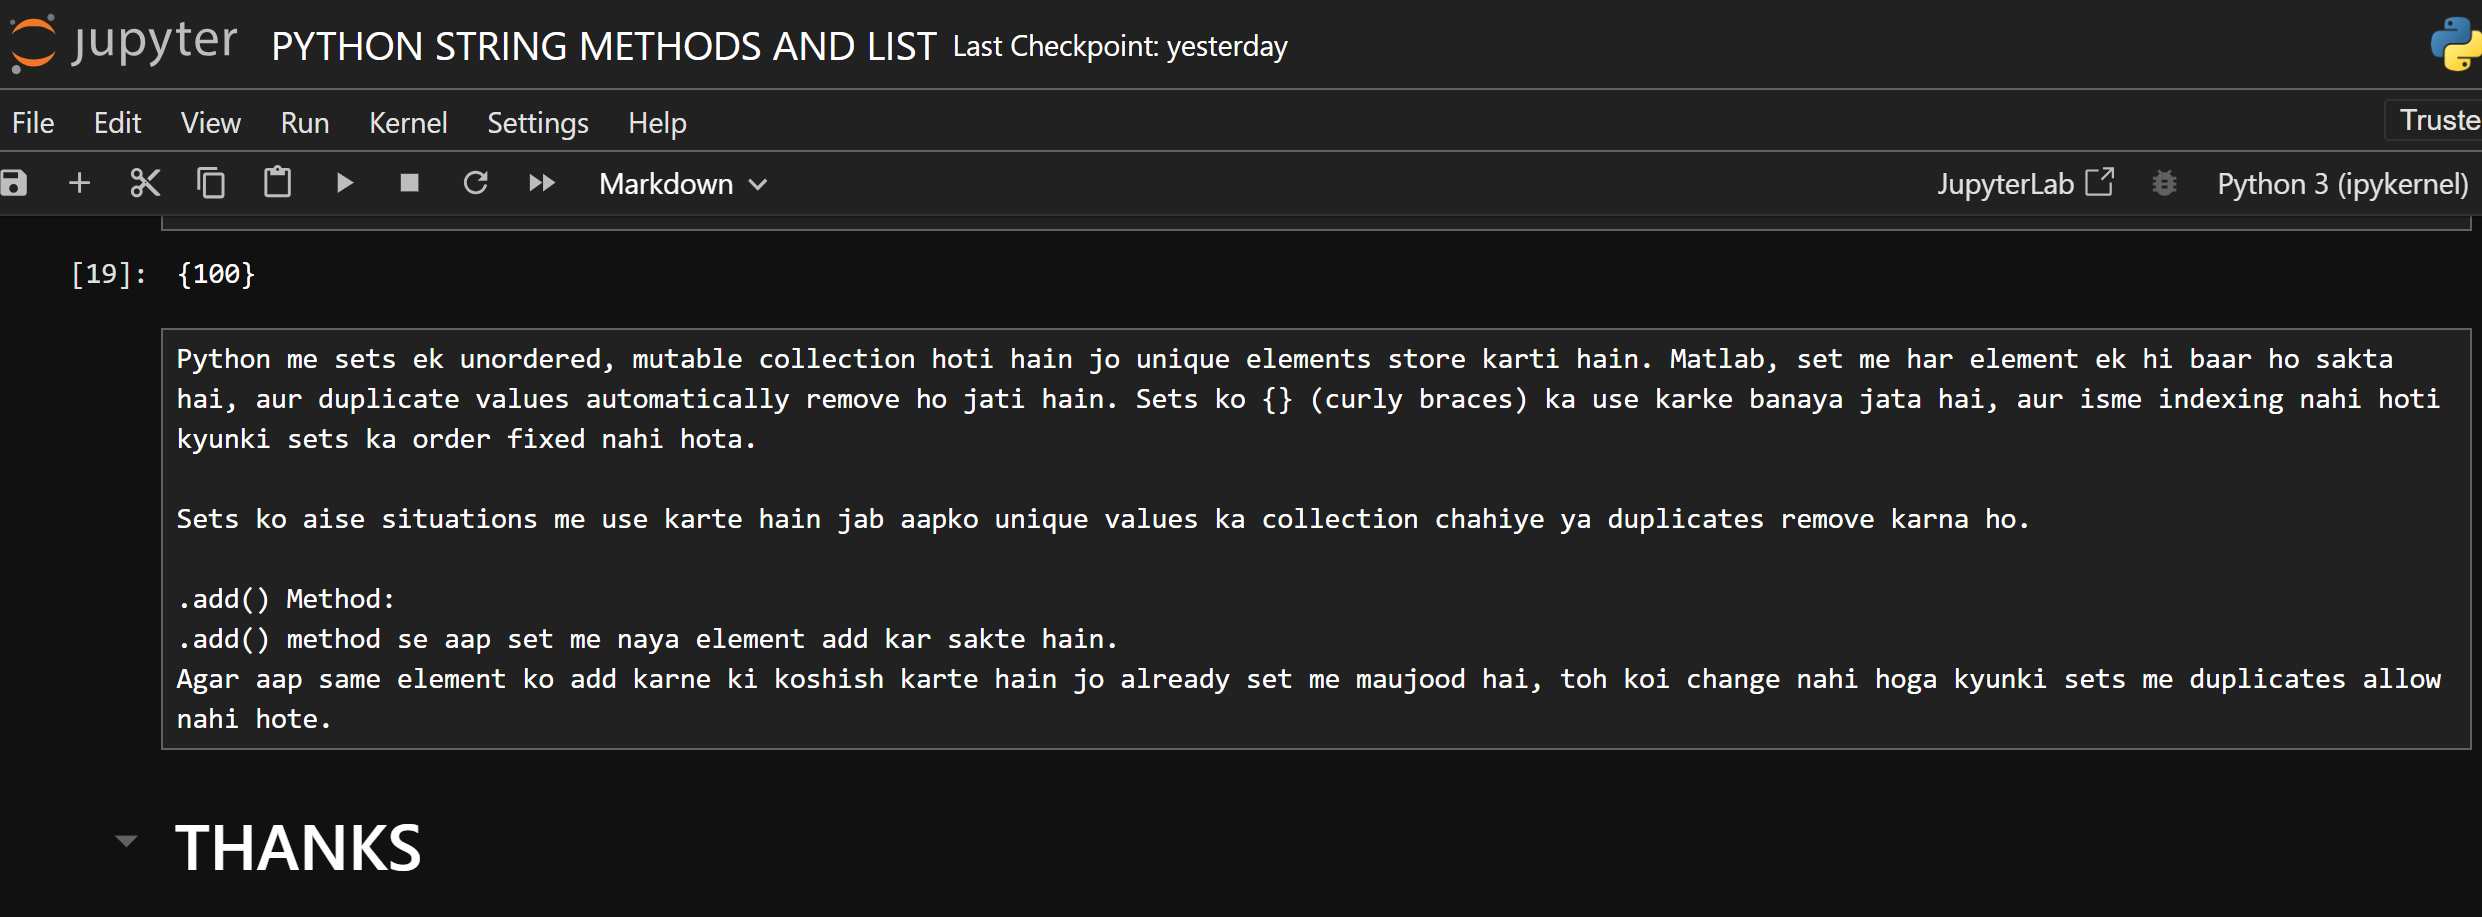 jupyter PYTHON STRING METHODS AND LIST Last Checkpoint: yesterday
File Edit View Run Kernel Settings Help Truste
Markdown JupyterLab Python 3 (ipykernel)
[19]: {100}
Python me sets ek unordered, mutable collection hoti hain jo unique elements store karti hain. Matlab, set me har element ek hi baar ho sakta
hai, aur duplicate values automatically remove ho jati hain. Sets ko {} (curly braces) ka use karke banaya jata hai, aur isme indexing nahi hoti
kyunki sets ka order fixed nahi hota.
Sets ko aise situations me use karte hain jab aapko unique values ka collection chahiye ya duplicates remove karna ho.
.add() Method:
.add() method se aap set me naya element add kar sakte hain.
Agar aap same element ko add karne ki koshish karte hain jo already set me maujood hai, toh koi change nahi hoga kyunki sets me duplicates allow
nahi hote.
THANKS